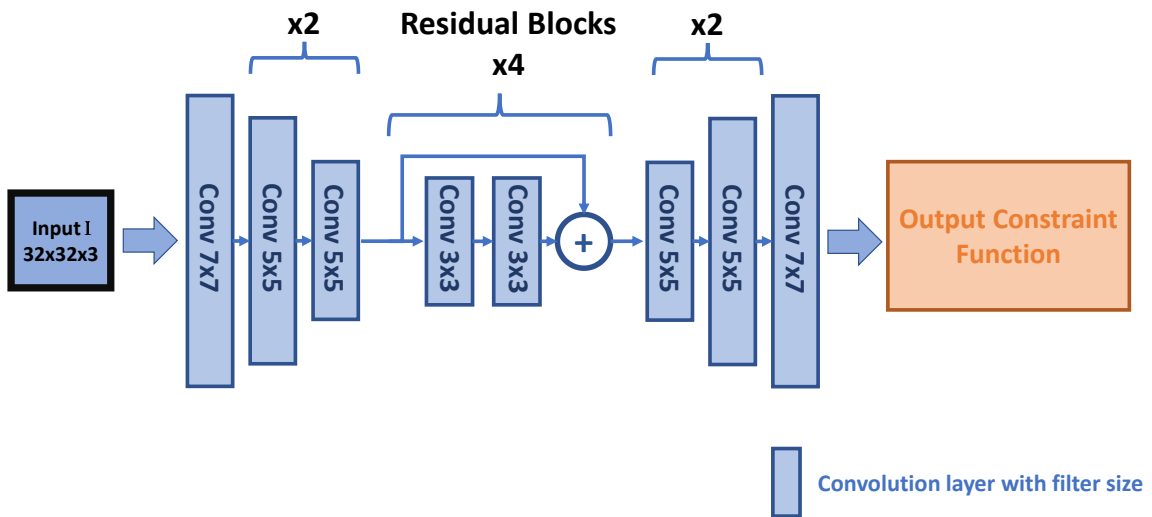 x2
Residual Blocks
x4
x2
Input I
32x32x3
Conv 7x7
Conv 5x5
Conv 5x5
Conv 3x3
Conv 3x3
+
Conv 5x5
Conv 5x5
Conv 7x7
Output Constraint
Function
Convolution layer with filter size